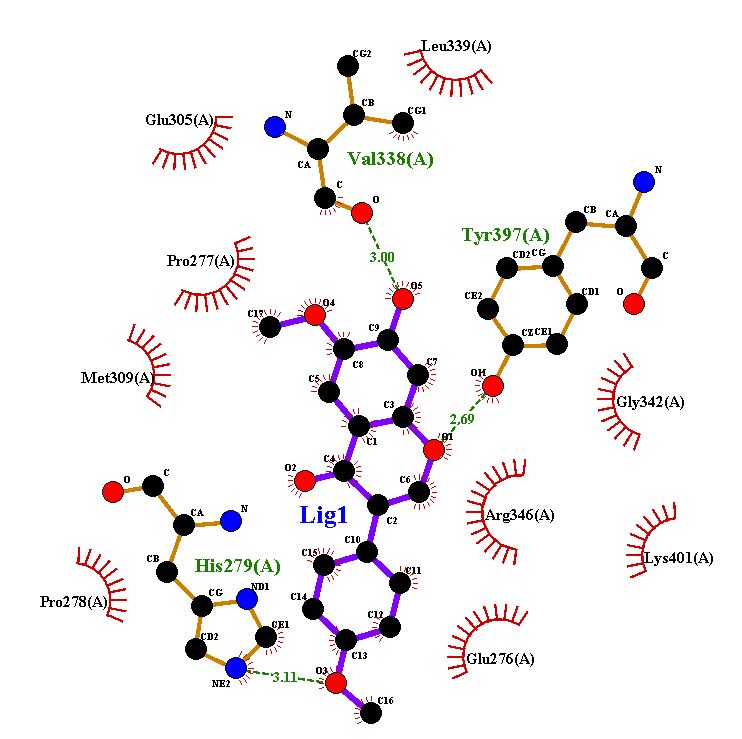 Leu339(A)
CG2
CB
CG1
N
Glu305(A)
CA
Val338(A)
C
O
N
CB
CA
Tyr397(A)
CD2
CG
C
3.00
Pro277(A)
O5
CE2
CD1
O
O4
C17
C9
CZ
CE1
C8
C7
OH
Met309(A)
C5
Gly342(A)
C3
2.69
C1
O1
C4
O2
C6
O
C
C2
Lig1
Arg346(A)
CA
N
C10
CB
His279(A)
C15
C11
Lys401(A)
ND1
Pro278(A)
CG
C14
C12
CE1
CD2
C13
Glu276(A)
NE2
3.11
O3
C16